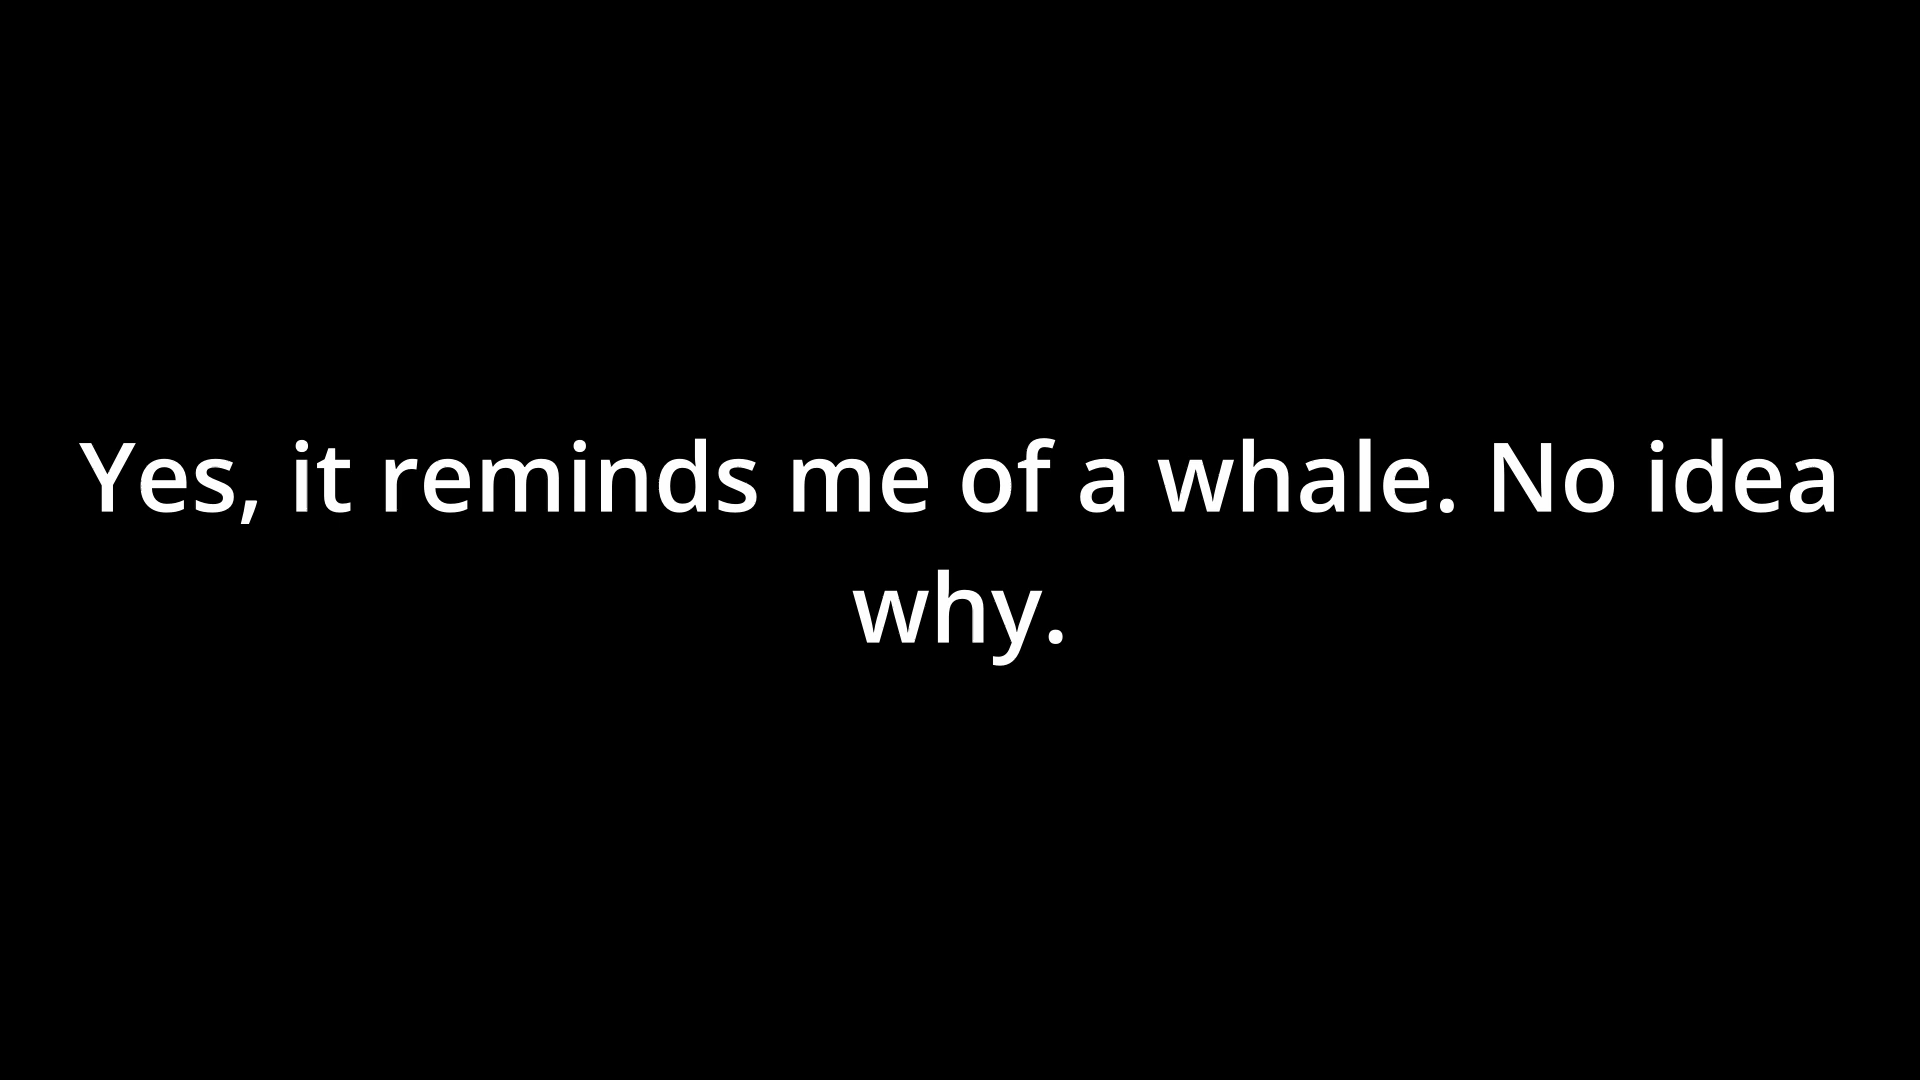 Yes, it reminds me of a whale. No idea
why.